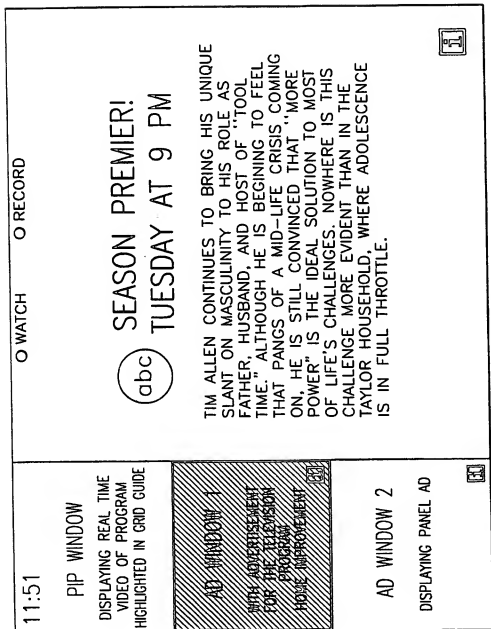 11:51
PIP WINDOW
DISPLAYING REAL TIME
VIDEO OF PROGRAM
HIGHLIGHTED IN GRID GUIDE
AD WINDOW 1
WITH ADVERTISEMENT
FOR THE TELEVISION
PROGRAM
HOME IMPROVEMENT
i
AD WINDOW 2
DISPLAYING PANEL AD
i
O WATCH O RECORD
abc
SEASON PREMIER!
TUESDAY AT 9 PM
TIM ALLEN CONTINUES TO BRING HIS UNIQUE
SLANT ON MASCULINITY TO HIS ROLE AS
FATHER, HUSBAND, AND HOST OF "TOOL
TIME." ALTHOUGH HE IS BEGINING TO FEEL
THAT PANGS OF A MID-LIFE CRISIS COMING
ON, HE IS STILL CONVINCED THAT "MORE
POWER" IS THE IDEAL SOLUTION TO MOST
OF LIFE'S CHALLENGES. NOWHERE IS THIS
CHALLENGE MORE EVIDENT THAN IN THE
TAYLOR HOUSEHOLD, WHERE ADOLESCENCE
IS IN FULL THROTTLE.
i